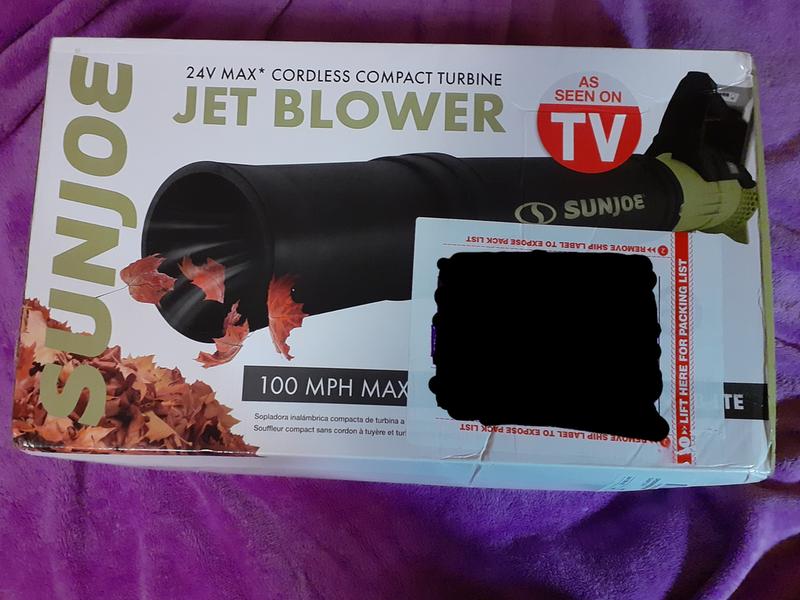 SUNJOE
24V MAX* CORDLESS COMPACT TURBINE
JET BLOWER
AS
SEEN ON
TV
SUNJOE
2 ▸▸ REMOVE SHIP LABEL TO EXPOSE PACK LIST
LIFT HERE FOR PACKING LIST
100 MPH MAX
TE
Sopladora inalámbrica compacta de turbina a
Souffleur compact sans cordon à tuyère et tur
REMOVE SHIP LABEL TO EXPOSE PACK LIST